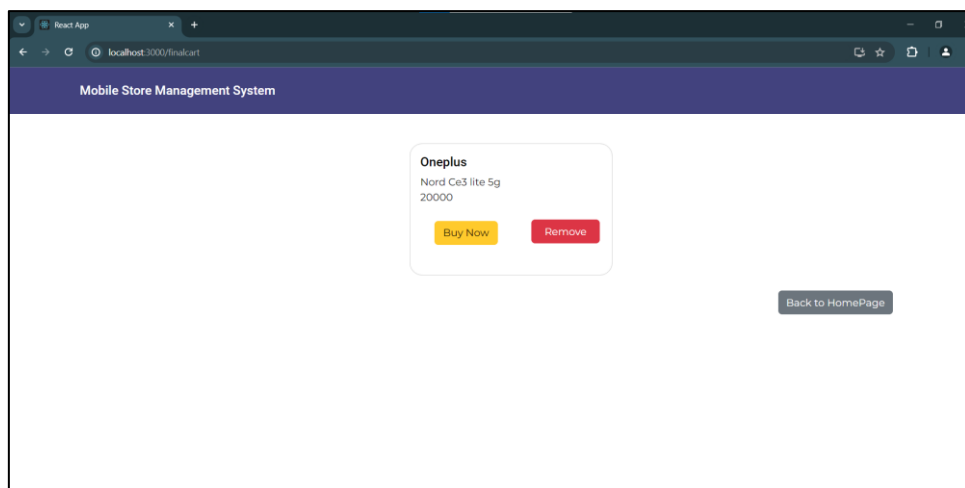 React App
localhost:3000/finalcart
Mobile Store Management System
Oneplus
Nord Ce3 lite 5g
20000
Buy Now Remove
Back to HomePage